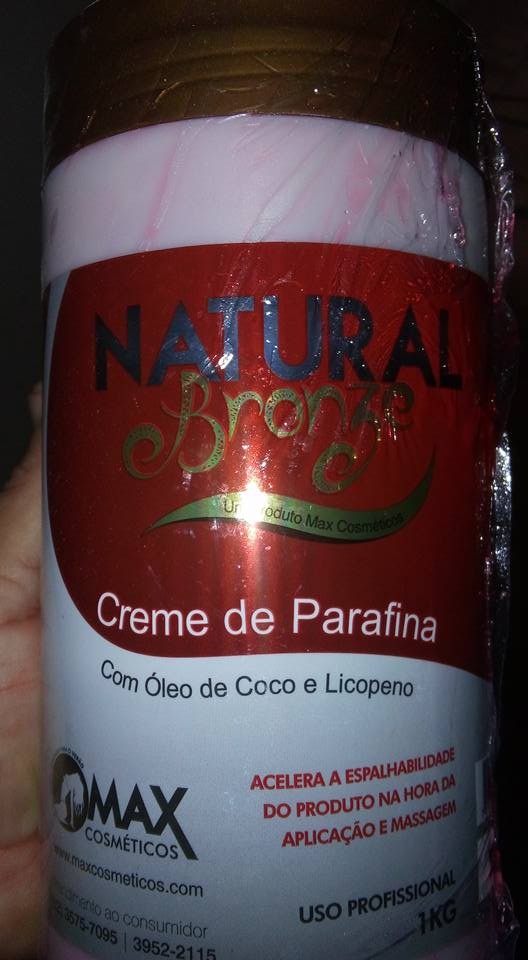 NATURAL
Bronze
Um Produto Max Cosméticos
Creme de Parafina
Com Óleo de Coco e Licopeno
ACELERA A ESPALHABILIDADE
DO PRODUTO NA HORA DA
APLICAÇÃO E MASSAGEM
MAX
COSMÉTICOS
www.maxcosmeticos.com
ao consumidor
3575-7095 | 3952-2115
USO PROFISSIONAL
1KG